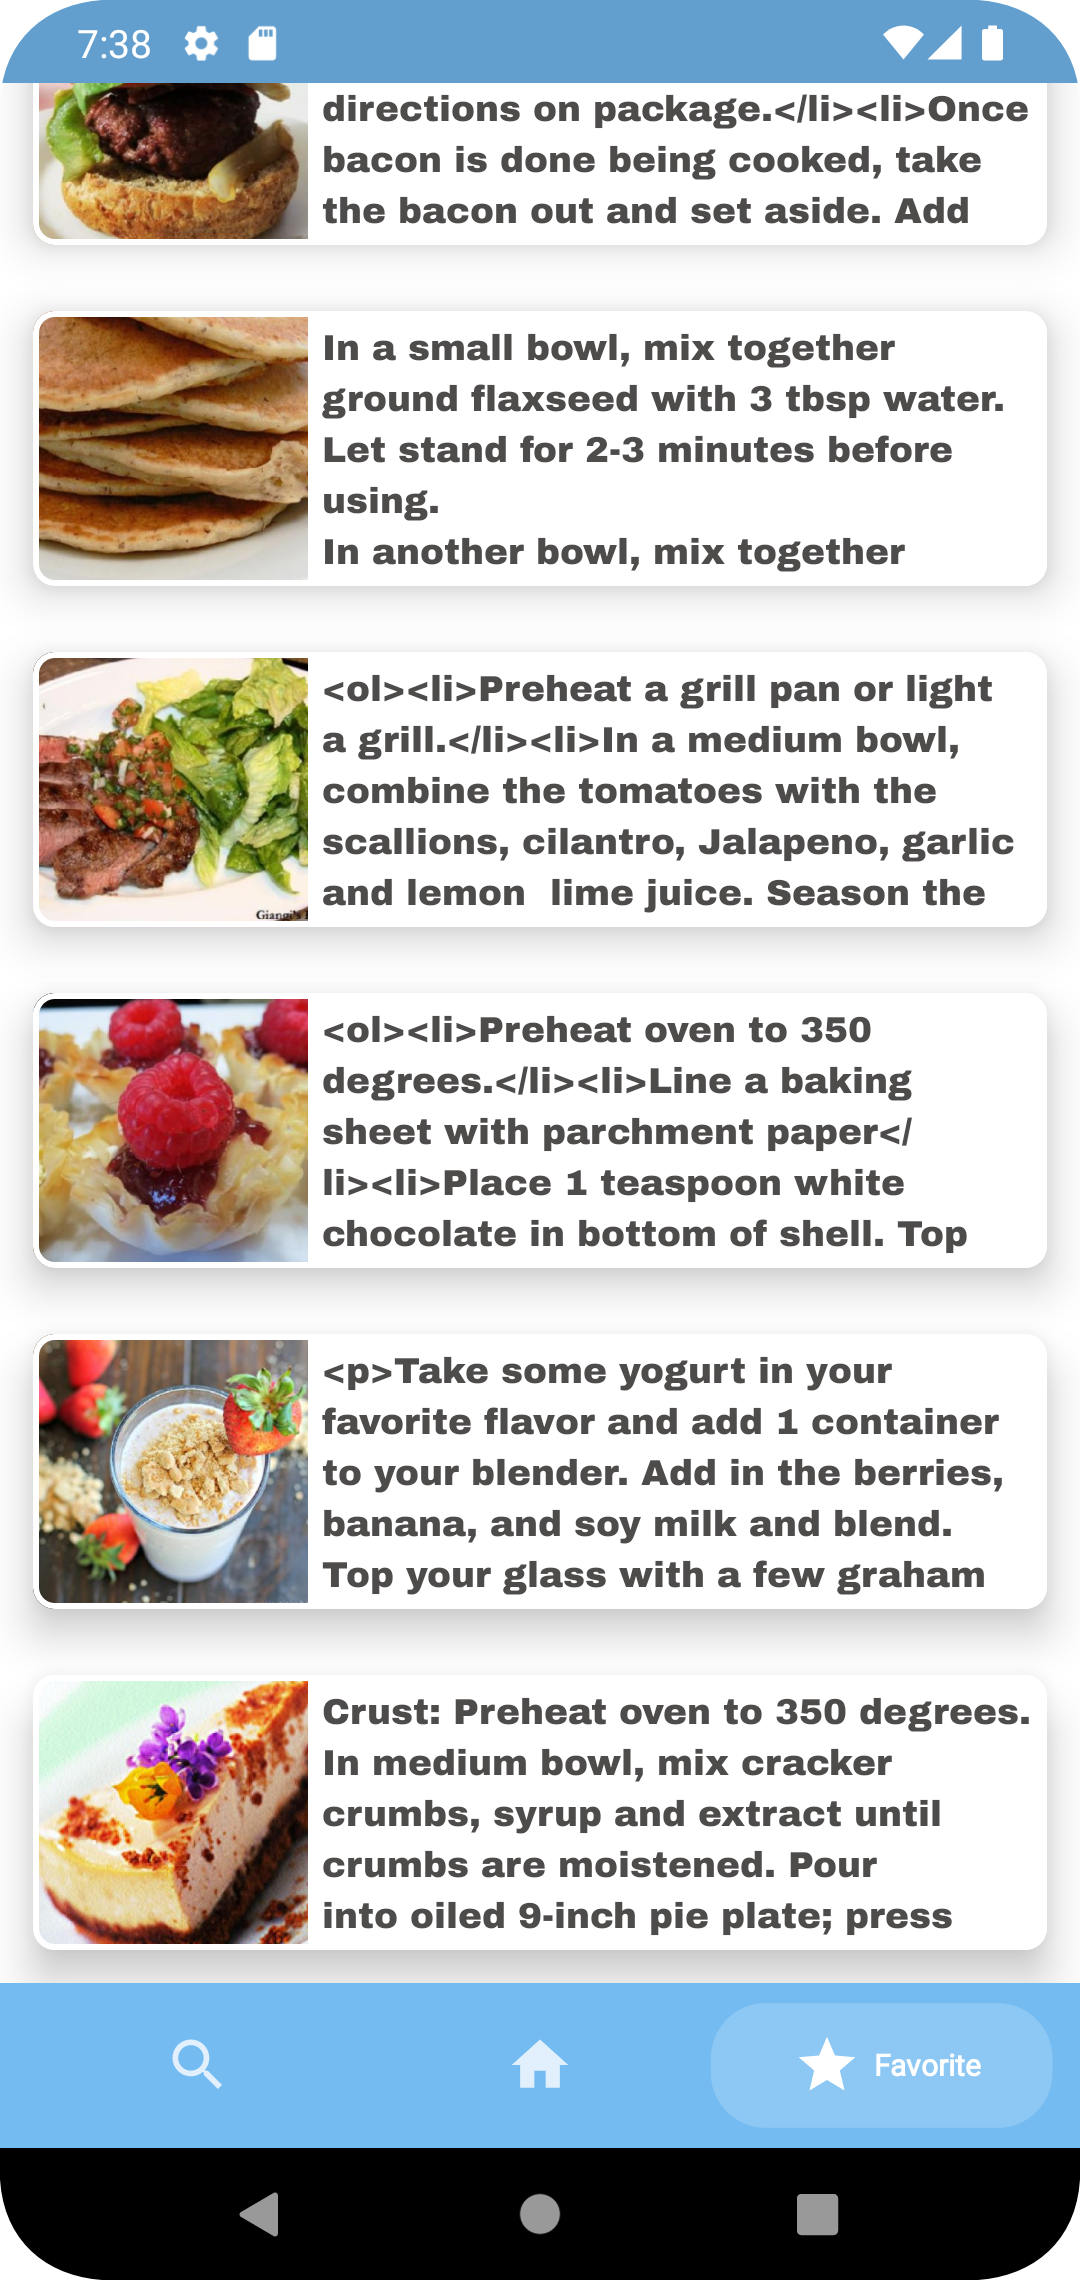 7:38
directions on package.</li><li>Once
bacon is done being cooked, take
the bacon out and set aside. Add
In a small bowl, mix together
ground flaxseed with 3 tbsp water.
Let stand for 2-3 minutes before
using.
In another bowl, mix together
<ol><li>Preheat a grill pan or light
a grill.</li><li>In a medium bowl,
combine the tomatoes with the
scallions, cilantro, Jalapeno, garlic
and lemon  lime juice. Season the
Giangi's
<ol><li>Preheat oven to 350
degrees.</li><li>Line a baking
sheet with parchment paper</
li><li>Place 1 teaspoon white
chocolate in bottom of shell. Top
<p>Take some yogurt in your
favorite flavor and add 1 container
to your blender. Add in the berries,
banana, and soy milk and blend.
Top your glass with a few graham
Crust: Preheat oven to 350 degrees.
In medium bowl, mix cracker
crumbs, syrup and extract until
crumbs are moistened. Pour
into oiled 9-inch pie plate; press
Favorite